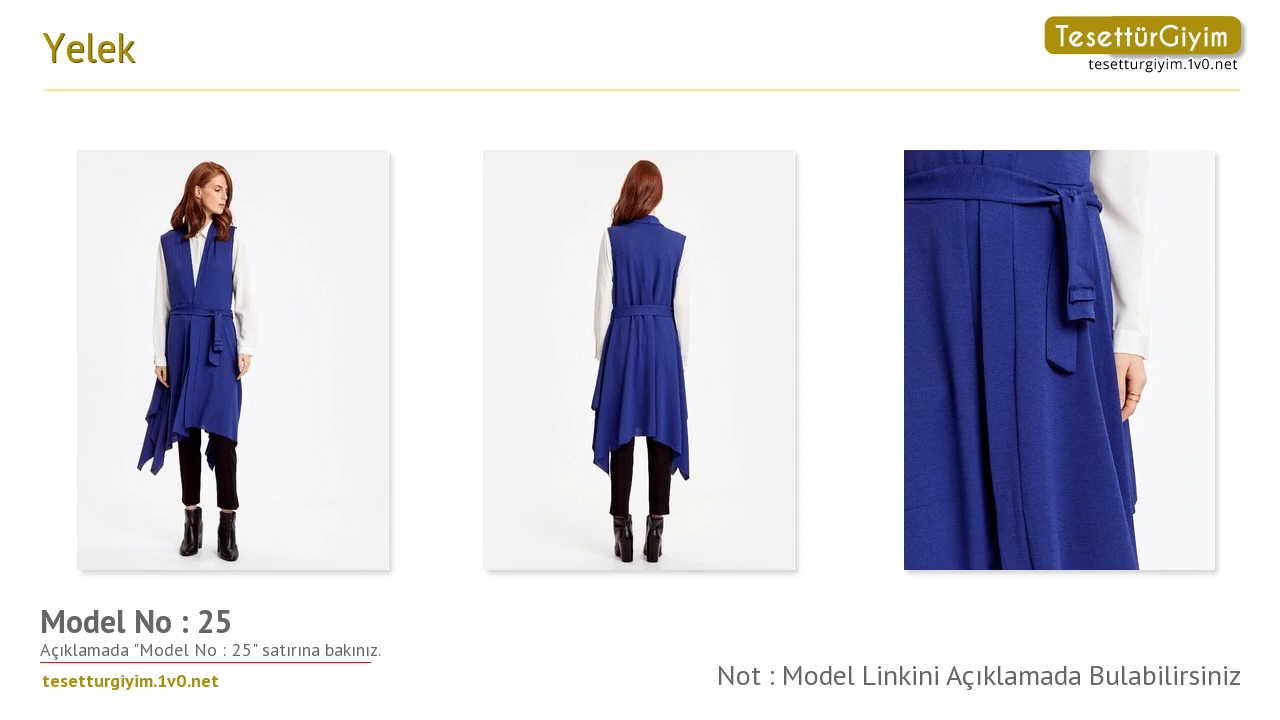 Yelek
TesettürGiyim
tesetturgiyim.1v0.net
Model No : 25
Açıklamada "Model No : 25" satırına bakınız.
tesetturgiyim.1v0.net
Not : Model Linkini Açıklamada Bulabilirsiniz